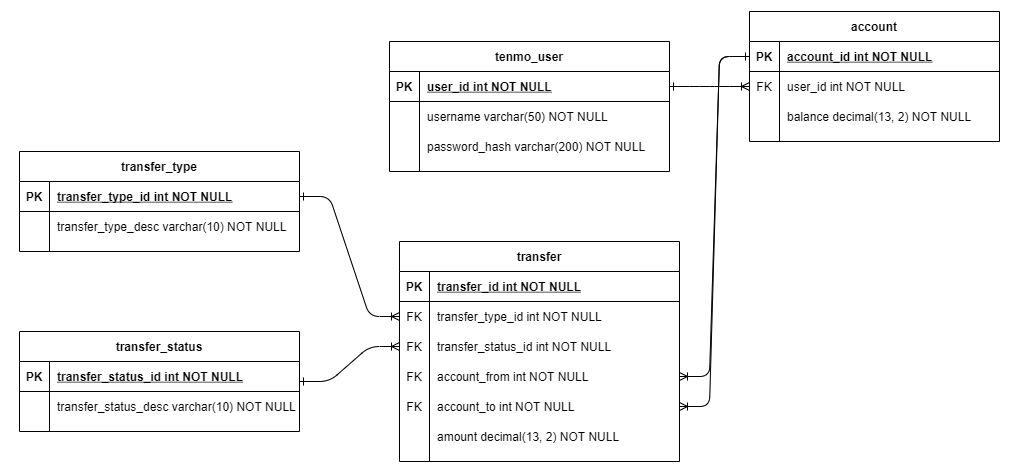 account
PK account_id int NOT NULL
FK user_id int NOT NULL
balance decimal(13, 2) NOT NULL
tenmo_user
PK user_id int NOT NULL
username varchar(50) NOT NULL
password_hash varchar(200) NOT NULL
transfer_type
PK transfer_type_id int NOT NULL
transfer_type_desc varchar(10) NOT NULL
transfer
PK transfer_id int NOT NULL
FK transfer_type_id int NOT NULL
FK transfer_status_id int NOT NULL
FK account_from int NOT NULL
FK account_to int NOT NULL
amount decimal(13, 2) NOT NULL
transfer_status
PK transfer_status_id int NOT NULL
transfer_status_desc varchar(10) NOT NULL